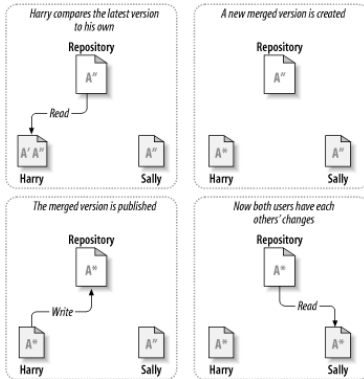 Harry compares the latest version
to his own
Repository
A"
Read
A' A"
A"
Harry
Sally
A new merged version is created
Repository
A"
A*
A"
Harry
Sally
The merged version is published
Repository
A*
Write
A*
A"
Harry
Sally
Now both users have each
others' changes
Repository
A*
Read
A*
A*
Harry
Sally